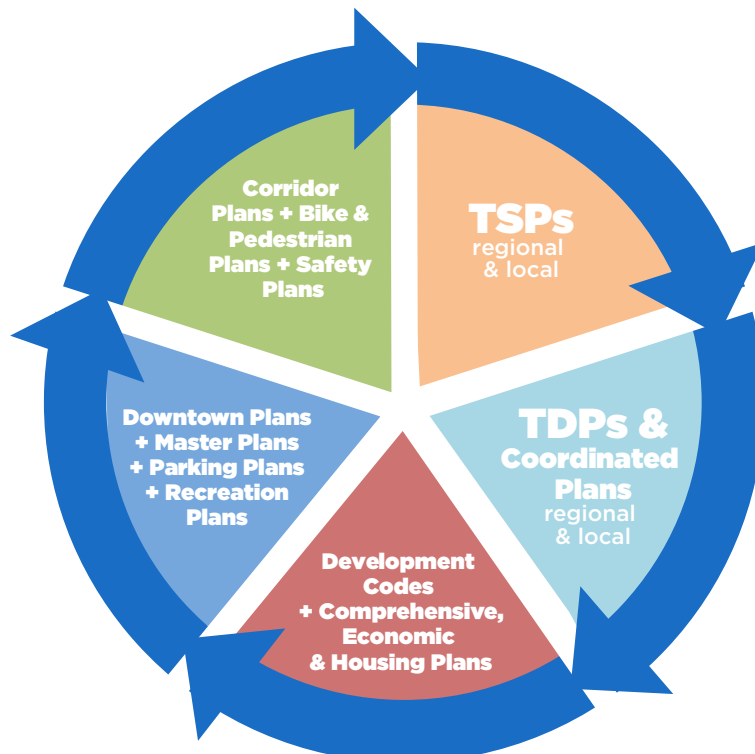 Corridor
Plans + Bike &
Pedestrian
Plans + Safety
Plans
TSPs
regional
& local
TDPs &
Coordinated
Plans
regional
& local
Development
Codes
+ Comprehensive,
Economic
& Housing Plans
Downtown Plans
+ Master Plans
+ Parking Plans
+ Recreation
Plans